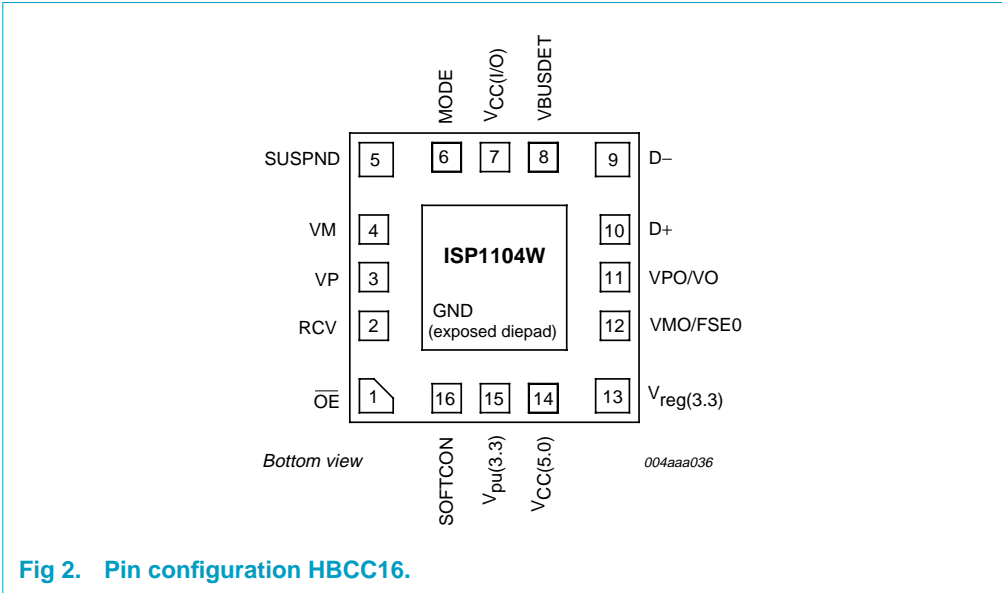 MODE
VCC(I/O)
VBUSDET
SUSPND 5 6 7 8 9 D−
VM 4 10 D+
ISP1104W
VP 3 11 VPO/VO
GND
(exposed diepad)
RCV 2 12 VMO/FSE0
OE 1 16 15 14 13 Vreg(3.3)
SOFTCON
Vpu(3.3)
VCC(5.0)
Bottom view
004aaa036
Fig 2. Pin configuration HBCC16.